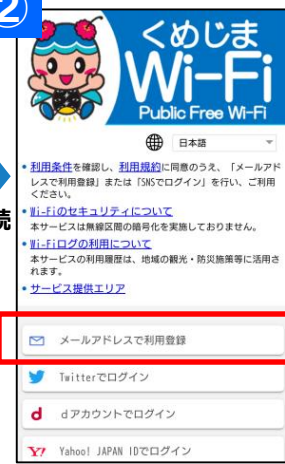 ②
くめじま
Wi-Fi
Public Free Wi-Fi
日本語
利用条件を確認し、利用規約に同意のうえ、「メールアド
レスで利用登録」または「SNSでログイン」を行い、ご利用
ください。
Wi-Fiのセキュリティについて
本サービスは無線区間の暗号化を実施しておりません。
続
Wi-Fiログの利用について
本サービスの利用履歴は、地域の観光・防災施策等に活用さ
れます。
サービス提供エリア
メールアドレスで利用登録
Twitterでログイン
d dアカウントでログイン
Y! Yahoo! JAPAN IDでログイン